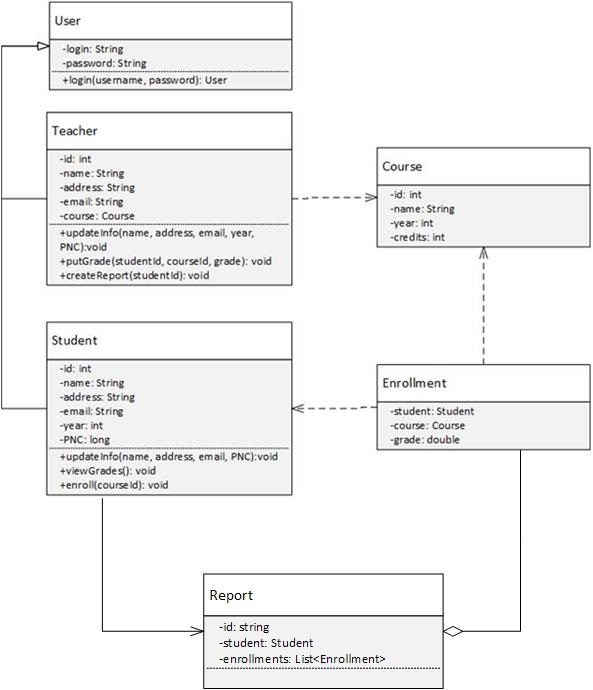 User
-login: String
-password: String
+login(username, password): User
Teacher
-id: int
-name: String
-address: String
-email: String
-course: Course
+updateInfo(name, address, email, year,
PNC):void
+putGrade(studentId, courseId, grade): void
+createReport(studentId): void
Course
-id: int
-name: String
-year: int
-credits: int
Student
-id: int
-name: String
-address: String
-email: String
-year: int
-PNC: long
+updateInfo(name, address, email, PNC):void
+viewGrades(): void
+enroll(courseId): void
Enrollment
-student: Student
-course: Course
-grade: double
Report
-id: string
-student: Student
-enrollments: List<Enrollment>